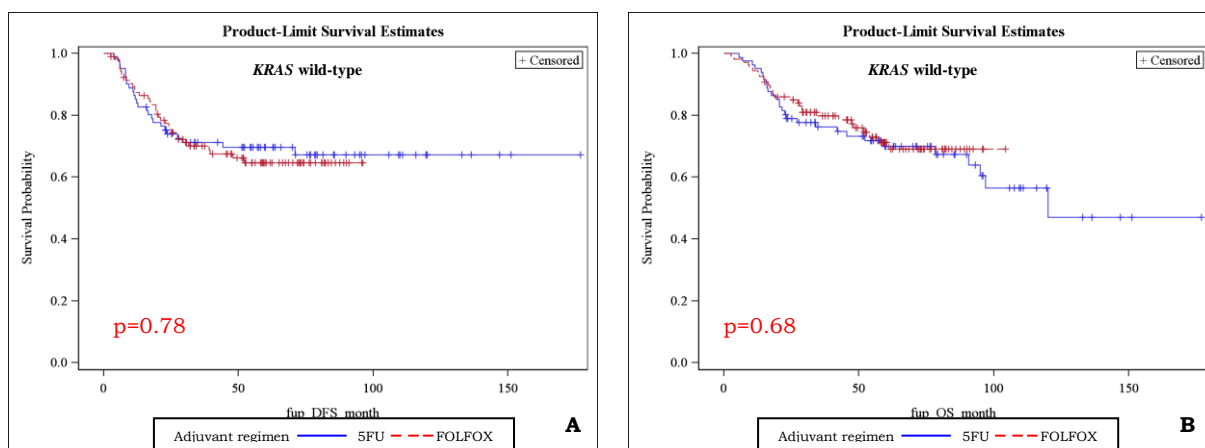 Product-Limit Survival Estimates
+ Censored
KRAS wild-type
Survival Probability
1.0
0.8
0.6
0.4
0.2
0.0
p=0.78
0 50 100 150
fup_DFS_month
Adjuvant regimen 5FU FOLFOX
A
Product-Limit Survival Estimates
+ Censored
KRAS wild-type
Survival Probability
1.0
0.8
0.6
0.4
0.2
0.0
p=0.68
0 50 100 150
fup_OS_month
Adjuvant regimen 5FU FOLFOX
B